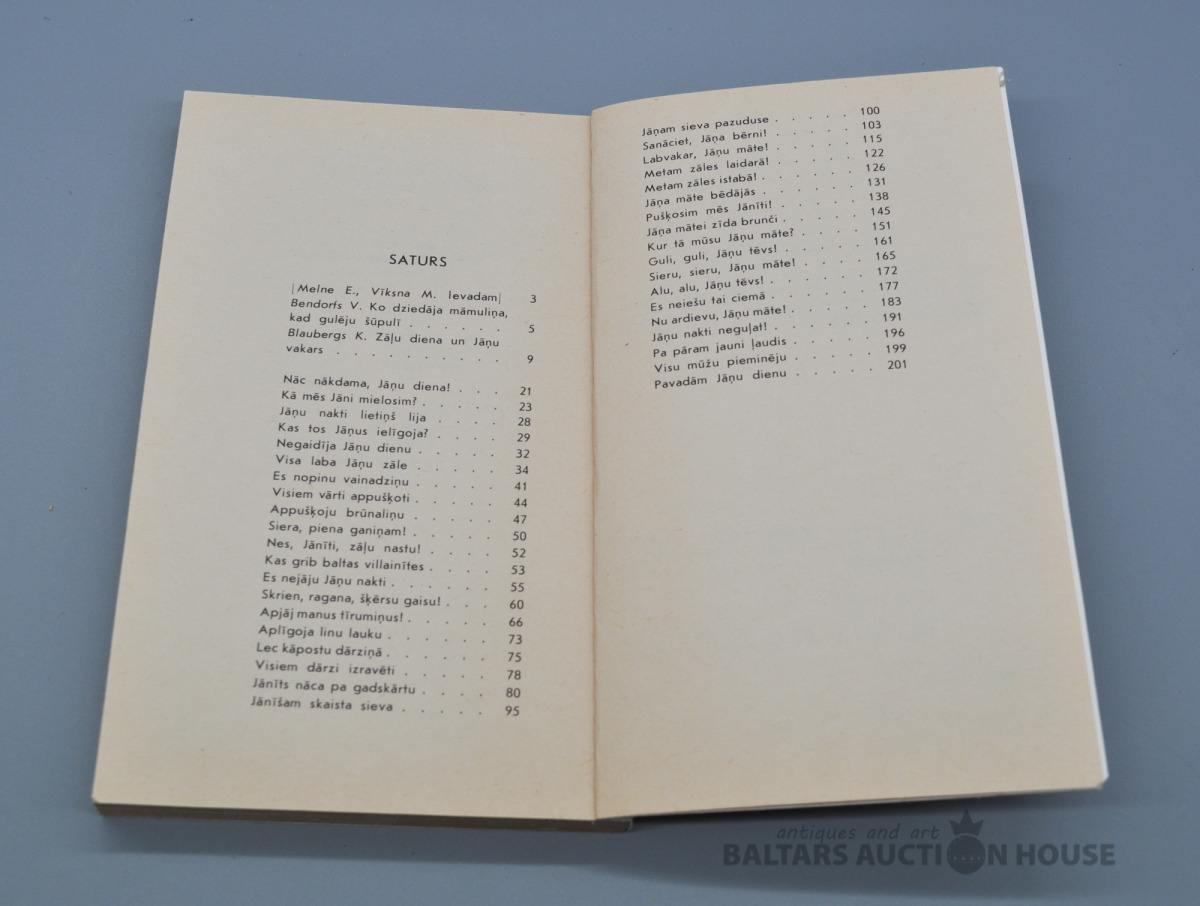 SATURS
|Melne E., Vīksna M. Ievadam| 3
Bendorfs V. Ko dziedāja māmuliņa,
kad gulēju šūpulī . . . . . . 5
Blaubergs K. Zāļu diena un Jāņu
vakars . . . . . . . . . . 9
Nāc nākdama, Jāņu diena! . . . 21
Kā mēs Jāni mielosim? . . . . . 23
Jāņu nakti lietiņš lija . . . . 28
Kas tos Jāņus ielīgoja? . . . . 29
Negaidīja Jāņu dienu . . . . . 32
Visa laba Jāņu zāle . . . . . 34
Es nopinu vainadziņu . . . . . 41
Visiem vārti appušķoti . . . . . 44
Appušķoju brūnaliņu . . . . . 47
Siera, piena ganiņam! . . . . . 50
Nes, Jānīti, zāļu nastu! . . . . 52
Kas grib baltas villainītes . . . . 53
Es nejāju Jāņu nakti . . . . . . 55
Skrien, ragana, šķērsu gaisu! . . . 60
Apjāj manus tīrumiņus! . . . . . 66
Aplīgoja linu lauku . . . . . . 73
Lec kāpostu dārziņā . . . . . . 75
Visiem dārzi izravēti . . . . . 78
Jānīts nāca pa gadskārtu . . . . 80
Jānīšam skaista sieva . . . . . 95
Jāņam sieva pazuduse . . . . . 100
Sanāciet, Jāņa bērni! . . . . . 103
Labvakar, Jāņu māte! . . . . . 115
Metam zāles laidarā! . . . . . 122
Metam zāles istabā! . . . . . . 126
Jāņa māte bēdājās . . . . . . 131
Pušķosim mēs Jānīti! . . . . . 138
Jāņa mātei zīda brunči . . . . . 145
Kur tā mūsu Jāņu māte? . . . . 151
Guli, guli, Jāņu tēvs! . . . . . 161
Sieru, sieru, Jāņu māte! . . . . 165
Alu, alu, Jāņu tēvs! . . . . . . 172
Es neiešu tai ciemā . . . . . . 177
Nu ardievu, Jāņu māte! . . . . . 183
Jāņu nakti neguļat! . . . . . . 191
Pa pāram jauni ļaudis . . . . . 196
Visu mūžu pieminēju . . . . . 199
Pavadām Jāņu dienu . . . . . 201
antiques and art
BALTARS AUCTION HOUSE